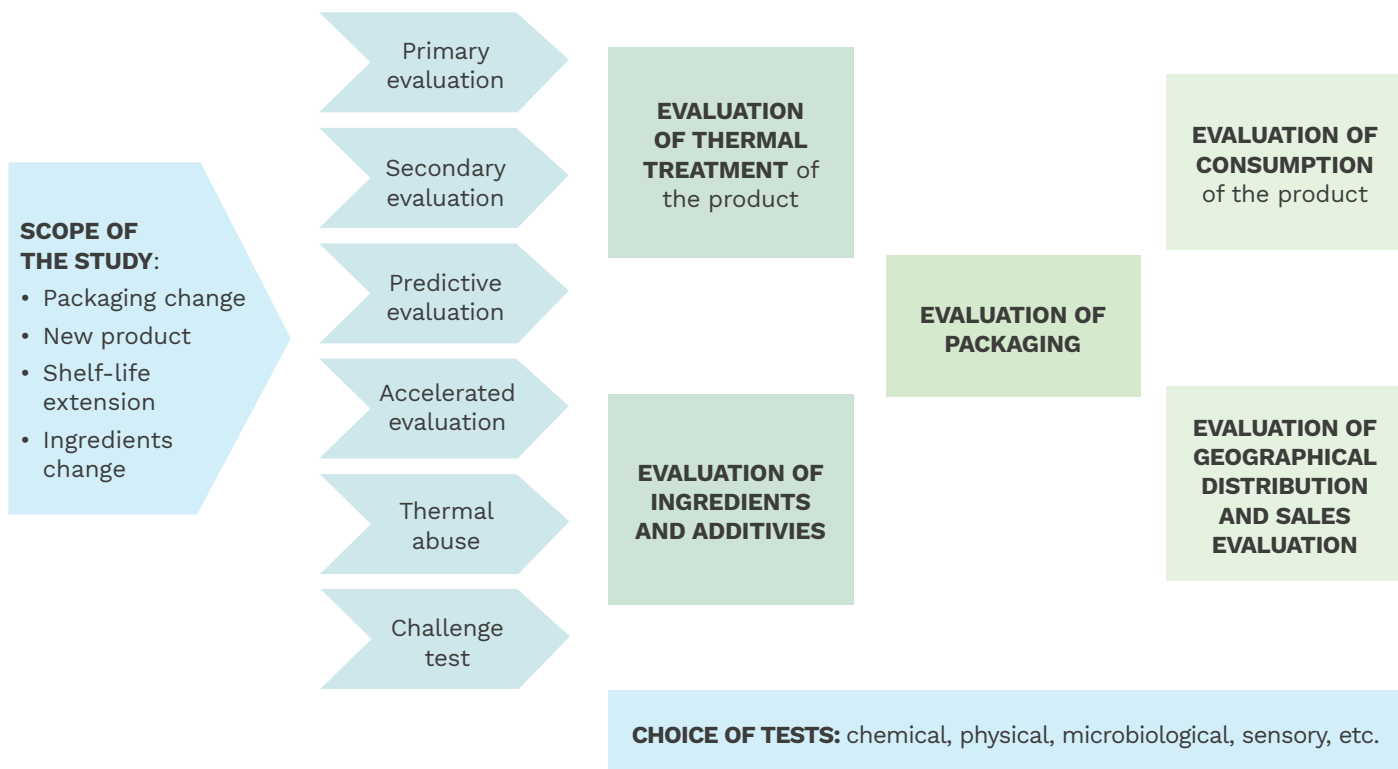 SCOPE OF
THE STUDY:
• Packaging change
• New product
• Shelf-life
extension
• Ingredients
change
Primary
evaluation
Secondary
evaluation
Predictive
evaluation
Accelerated
evaluation
Thermal
abuse
Challenge
test
EVALUATION
OF THERMAL
TREATMENT of
the product
EVALUATION OF
INGREDIENTS
AND ADDITIVIES
EVALUATION OF
PACKAGING
EVALUATION OF
CONSUMPTION
of the product
EVALUATION OF
GEOGRAPHICAL
DISTRIBUTION
AND SALES
EVALUATION
CHOICE OF TESTS: chemical, physical, microbiological, sensory, etc.